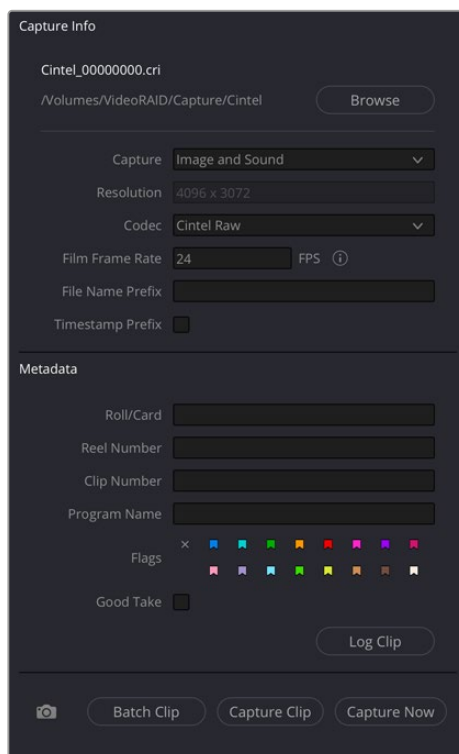 Capture Info
Cintel_00000000.cri
/Volumes/VideoRAID/Capture/Cintel Browse
Capture Image and Sound
Resolution 4096 x 3072
Codec Cintel Raw
Film Frame Rate 24 FPS
File Name Prefix
Timestamp Prefix
Metadata
Roll/Card
Reel Number
Clip Number
Program Name
Flags
Good Take
Log Clip
Batch Clip Capture Clip Capture Now